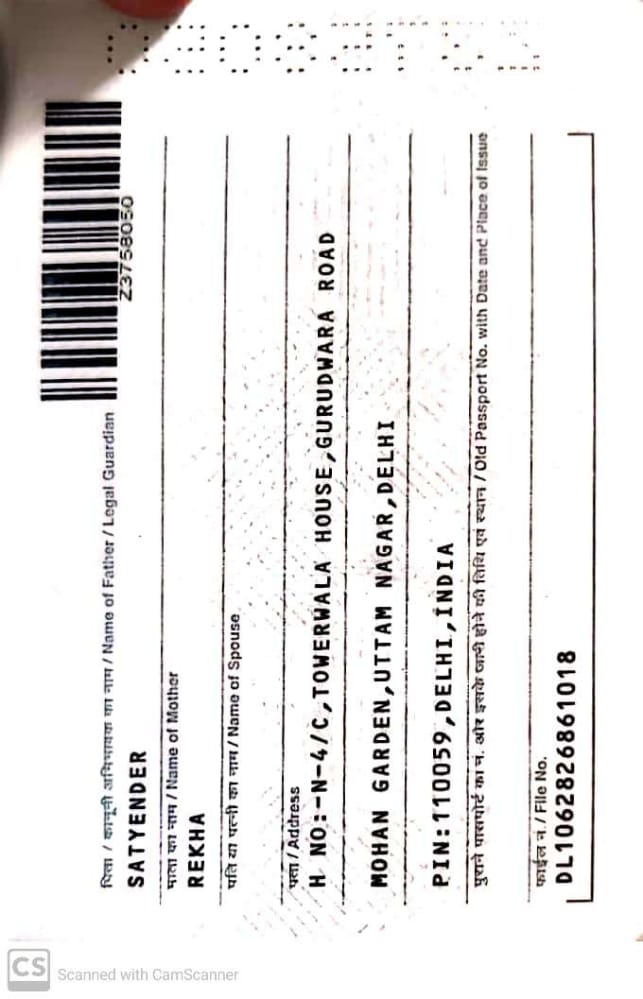 CS
Scanned with CamScanner
Z3758050
पिता / कानूनी अभिभावक का नाम / Name of Father / Legal Guardian
SATYENDER
माता का नाम / Name of Mother
REKHA
पति या पत्नी का नाम / Name of Spouse
पता / Address
H NO:-N-4/C,TOWERWALA HOUSE,GURUDWARA ROAD
MOHAN GARDEN,UTTAM NAGAR,DELHI
PIN:110059,DELHI,INDIA
पुराने पासपोर्ट का नं. और इसके जारी होने की तिथि एवं स्थान / Old Passport No. with Date and Place of Issue
फाईल नं. / File No.
DL1062826861018